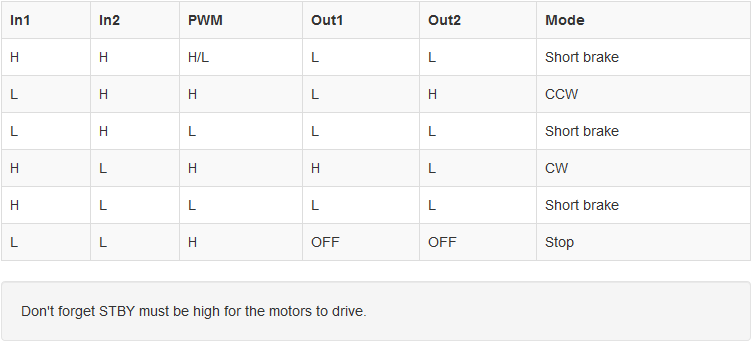 In1 In2 PWM Out1 Out2 Mode
H H H/L L L Short brake
L H H L H CCW
L H L L L Short brake
H L H H L CW
H L L L L Short brake
L L H OFF OFF Stop
Don't forget STBY must be high for the motors to drive.